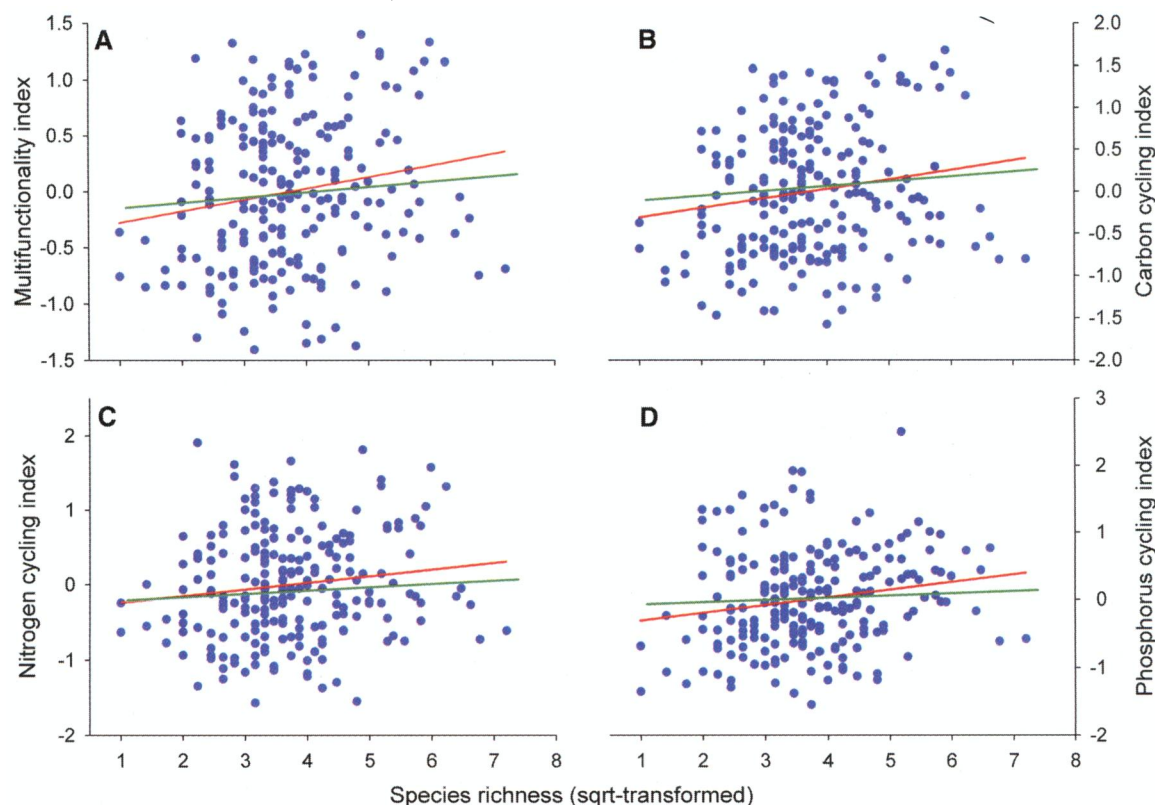 A
Multifunctionality index
1.5
1.0
0.5
0.0
-0.5
-1.0
-1.5
B
Carbon cycling index
2.0
1.5
1.0
0.5
0.0
-0.5
-1.0
-1.5
-2.0
C
Nitrogen cycling index
2
1
0
-1
-2
1 2 3 4 5 6 7
D
Phosphorus cycling index
3
2
1
0
-1
-2
1 2 3 4 5 6 7 8
Species richness (sqrt-transformed)